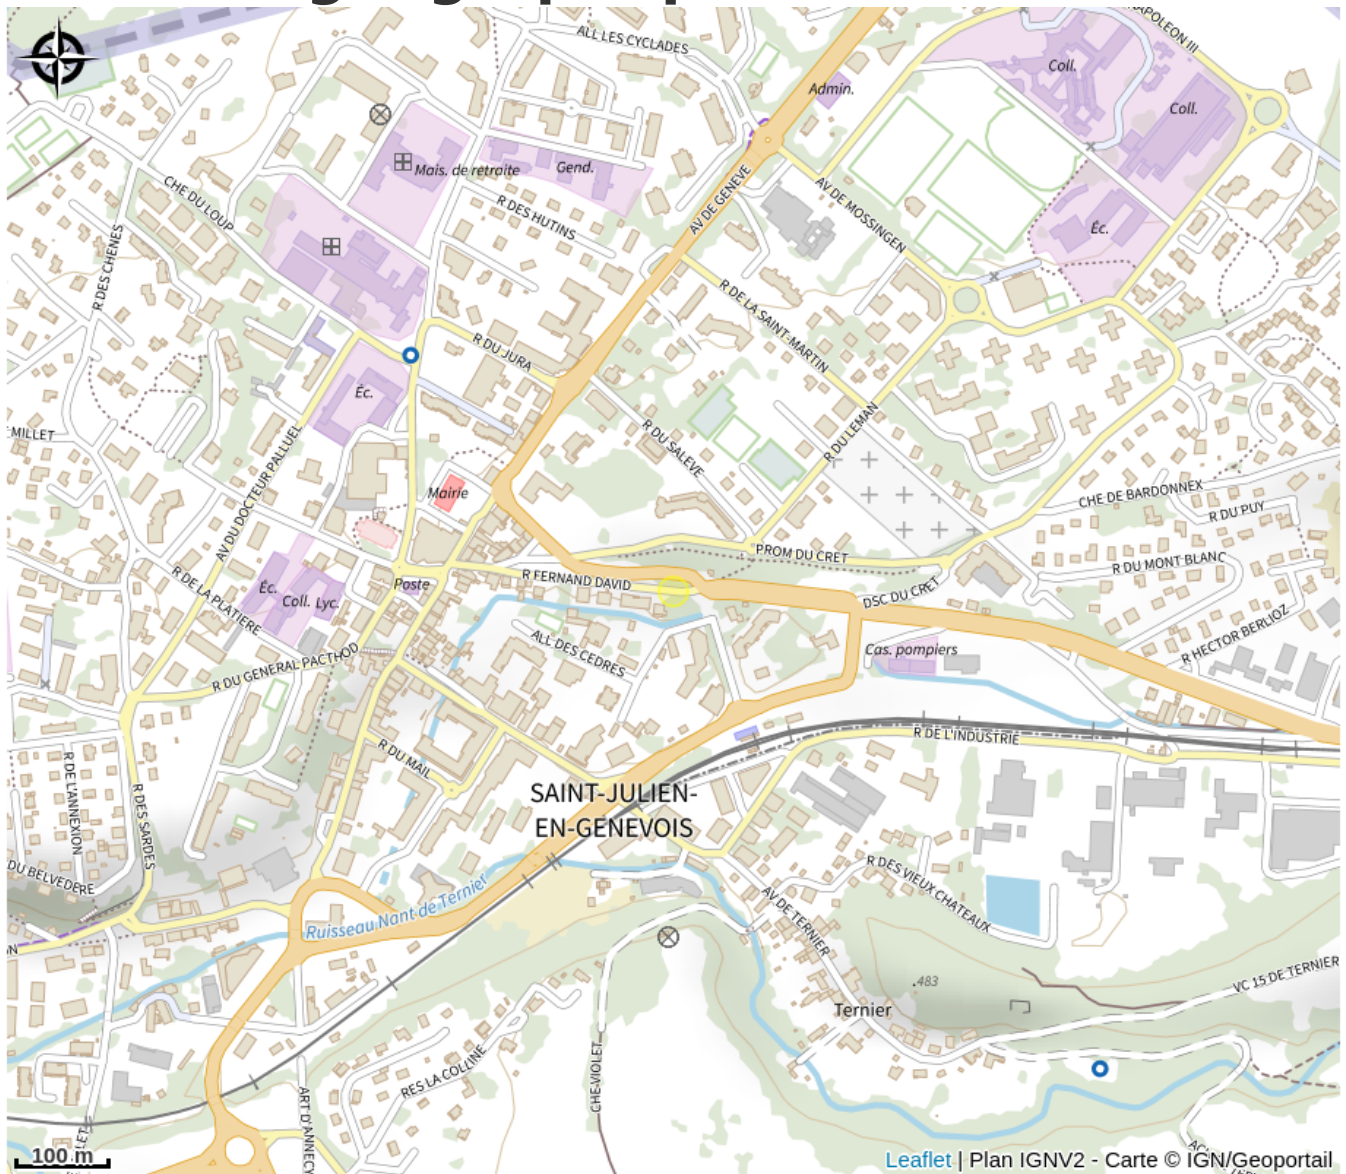 ALL LES CYCLADES
Coll.
Admin.
Coll.
Mais. de retraite
Gend.
CHE DU LOUP
R DES HUTINS
AV DE GENEVE
AV DE MOSSINGEN
Éc.
R DES CHENES
R DE LA SAINT-MARTIN
R DU JURA
Éc.
MILLET
R DU SALEVE
R DU LEMAN
AV DU DOCTEUR PALLUEL
Mairie
CHE DE BARDONNEX
R DU PUY
PROM DU CRET
R DU MONT BLANC
R DE LA PLATIERE
Poste
R FERNAND DAVID
DSC DU CRET
Éc.
Coll. Lyc.
ALL DES CEDRES
R HECTOR BERLIOZ
Cas. pompiers
R DU GENERAL PACTHOD
R DE L'INDUSTRIE
R DU MAIL
R DE L'ANNEXION
R DES SARDES
SAINT-JULIEN-
EN-GENEVOIS
DU BELVEDERE
R DES VIEUX CHATEAUX
AV DE TERNIER
Ruisseau Nant de Ternier
.483
VC 15 DE TERNIER
Ternier
RES LA COLLINE
CHE VIOLET
ART D'ANNECY
100 m
Leaflet | Plan IGNV2 - Carte © IGN/Geoportail